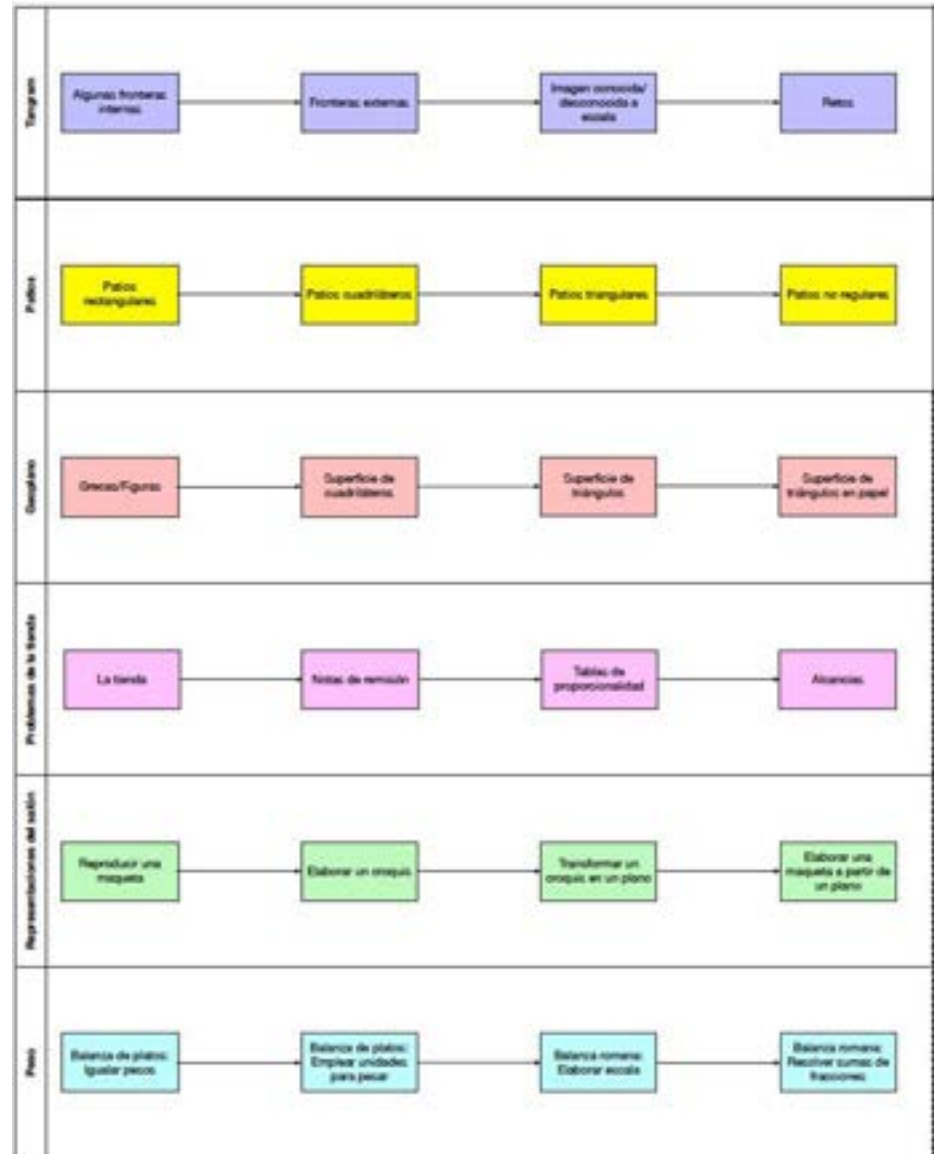 Tangram
Algunas fronteras
internas
Fronteras externas
Imagen conocida/
desconocida a
escala
Retos
Patios
Patios
rectangulares
Patios cuadriláteros
Patios triangulares
Patios no regulares
Geoplano
Grecas/Figuras
Superficie de
cuadriláteros
Superficie de
triángulos
Superficie de
triángulos en papel
Problemas de la tienda
La tienda
Notas de remisión
Tablas de
proporcionalidad
Alcancías
Representaciones del salón
Reproducir una
maqueta
Elaborar un croquis
Transformar un
croquis en un plano
Elaborar una
maqueta a partir de
un plano
Peso
Balanza de platos:
Igualar pesos
Balanza de platos:
Emplear unidades
para pesar
Balanza romana:
Elaborar escala
Balanza romana:
Resolver sumas de
fracciones